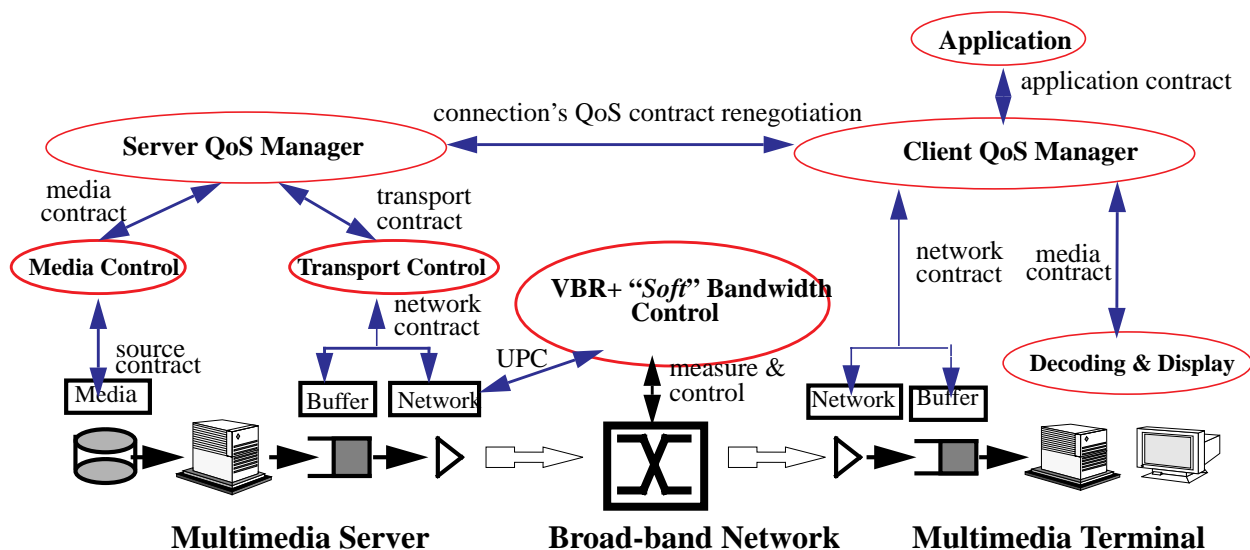 Application
application contract
connection's QoS contract renegotiation
Server QoS Manager
Client QoS Manager
media
contract
transport
contract
network
contract
media
contract
Media Control
Transport Control
VBR+ “Soft” Bandwidth
Control
network
contract
source
contract
UPC
measure &
control
Decoding & Display
Media
Buffer
Network
Network
Buffer
Multimedia Server
Broad-band Network
Multimedia Terminal